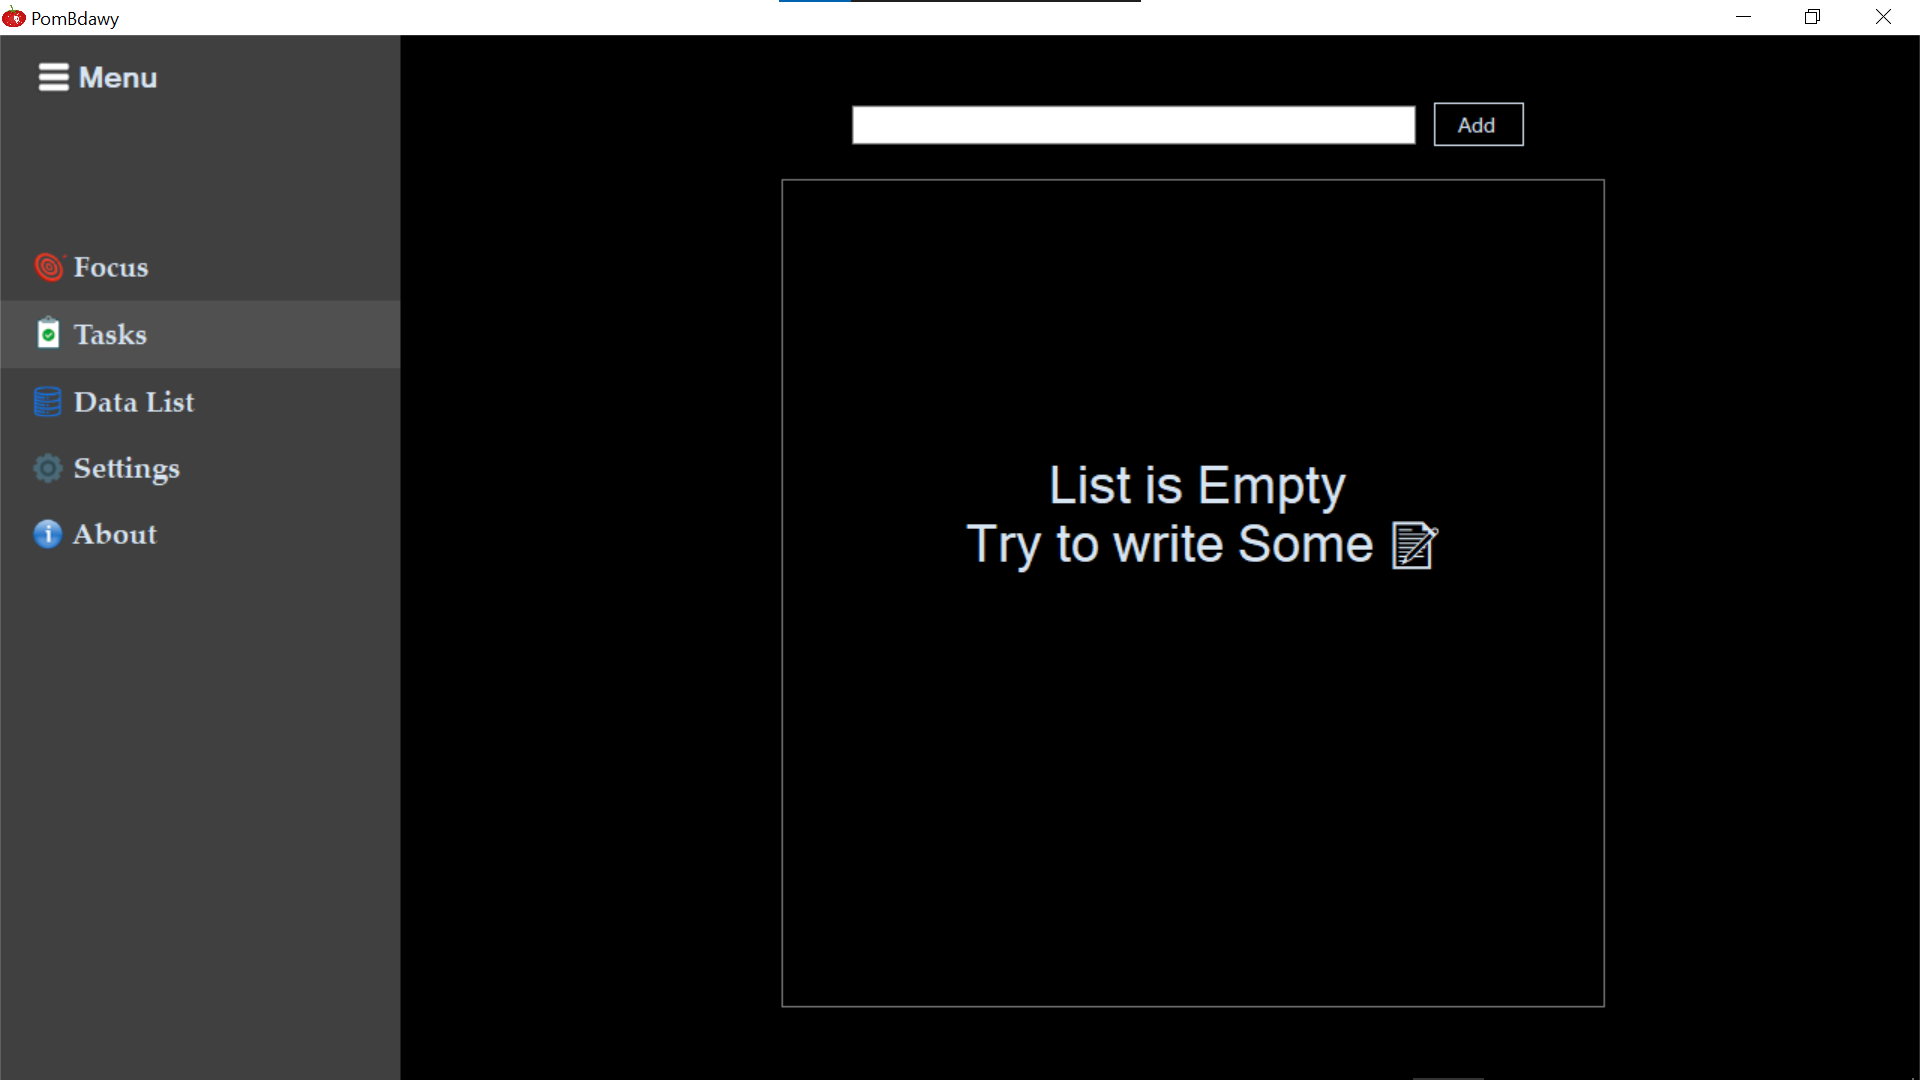 PomBdawy
Menu
Add
Focus
Tasks
Data List
Settings
About
List is Empty
Try to write Some 📝